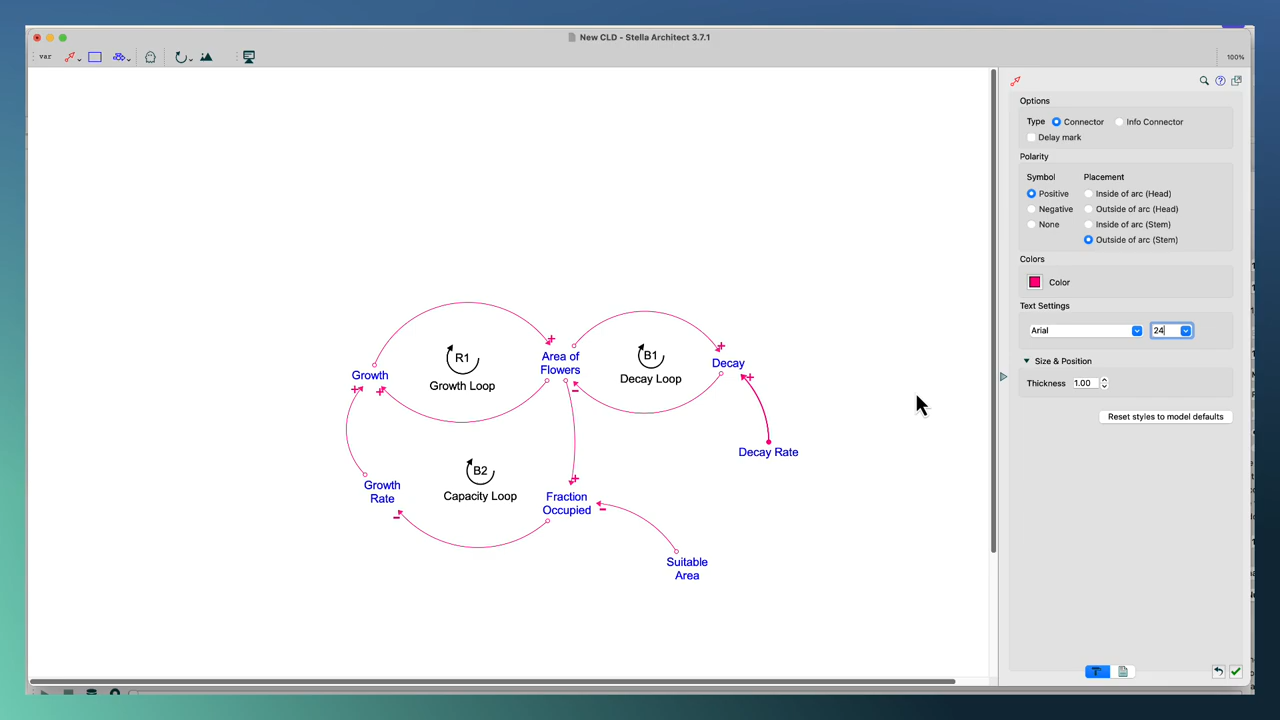 New CLD - Stella Architect 3.7.1
var
100%
Options
Type Connector Info Connector
Delay mark
Polarity
Symbol Placement
Positive Inside of arc (Head)
Negative Outside of arc (Head)
None Inside of arc (Stem)
Outside of arc (Stem)
Colors
Color
Text Settings
Arial 24
Size & Position
Thickness 1.00
Reset styles to model defaults
+
+
R1
Growth Loop
Area of
Flowers
B1
Decay Loop
Decay
Growth
+
+
-
+
Decay Rate
B2
Capacity Loop
+
Growth
Rate
Fraction
Occupied
-
-
Suitable
Area